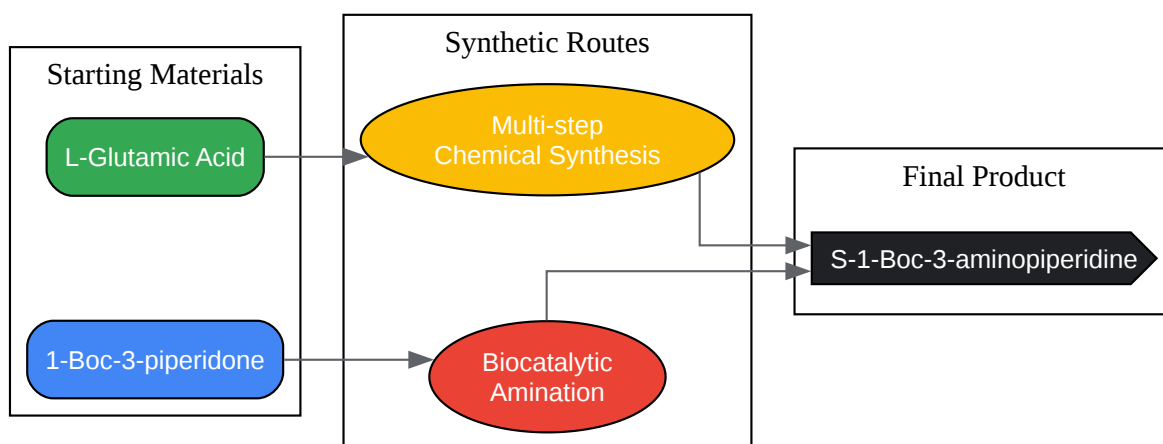 Starting Materials
L-Glutamic Acid
1-Boc-3-piperidone
Synthetic Routes
Multi-step
Chemical Synthesis
Biocatalytic
Amination
Final Product
S-1-Boc-3-aminopiperidine